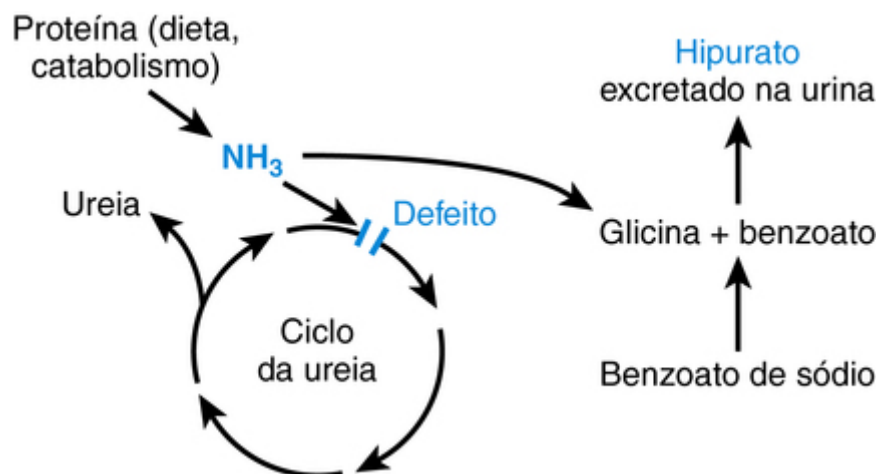 Proteína (dieta,
catabolismo)
Hipurato
excretado na urina
NH₃
Ureia
Defeito
Glicina + benzoato
Ciclo
da ureia
Benzoato de sódio